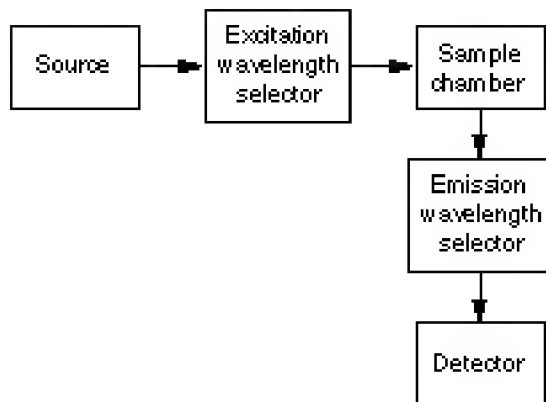 Source
Excitation
wavelength
selector
Sample
chamber
Emission
wavelength
selector
Detector